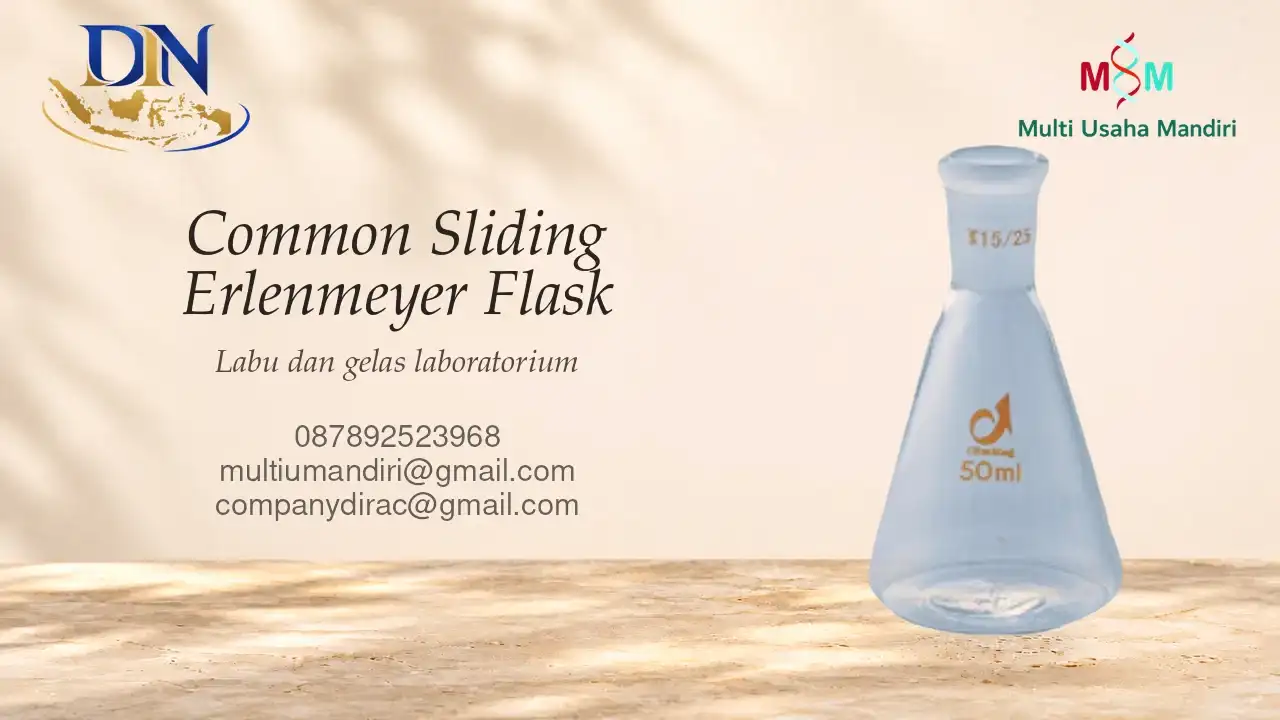 DN
MSM
Multi Usaha Mandiri
Common Sliding
Erlenmeyer Flask
Labu dan gelas laboratorium
087892523968
multiumandiri@gmail.com
companydirac@gmail.com
15/25
50ml